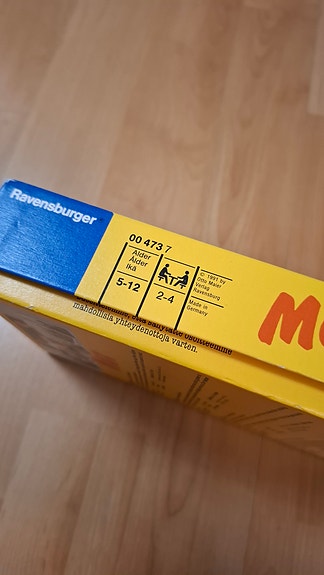 Ravensburger
00 473 7
Alder
Ålder
Ikä
5-12
2-4
© 1991 by
Otto Maier
Verlag
Ravensburg
Made in
Germany
M
osoitteemme
mahdollisia yhteydenottoja varten.